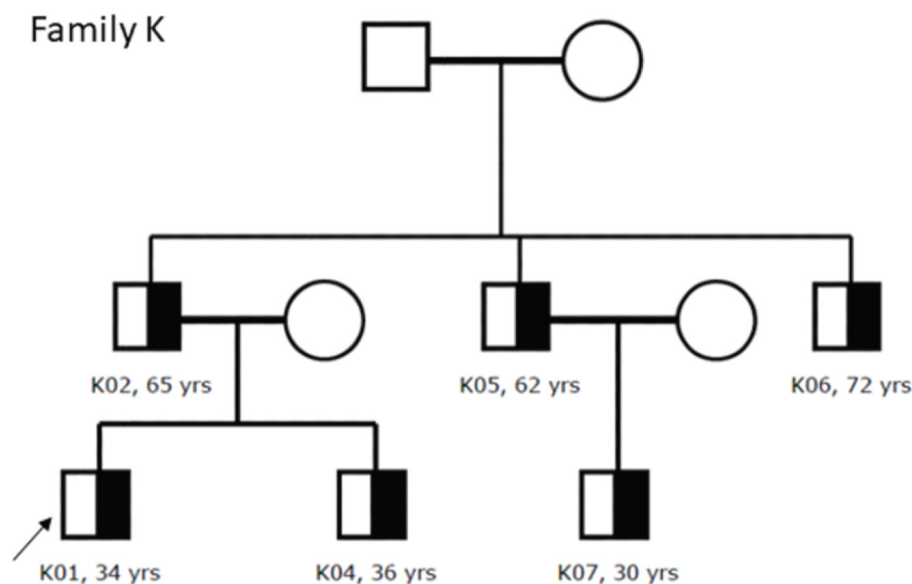 Family K
K02, 65 yrs
K05, 62 yrs
K06, 72 yrs
K01, 34 yrs
K04, 36 yrs
K07, 30 yrs